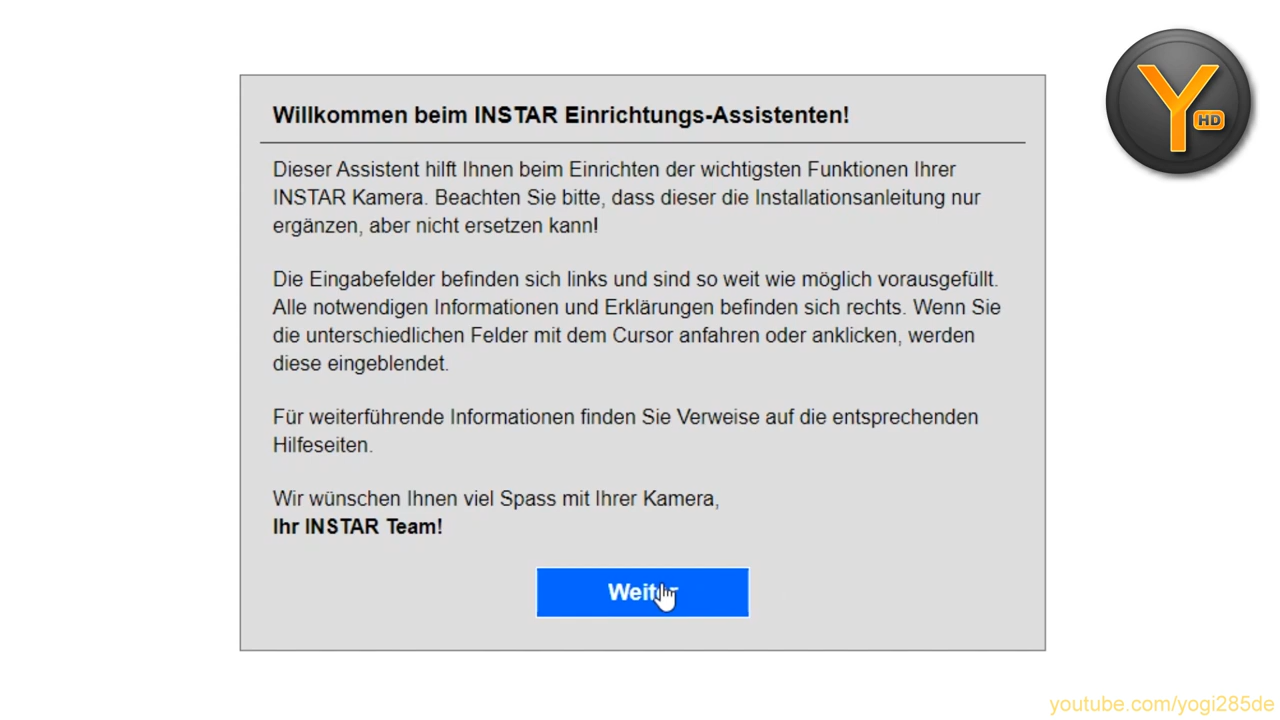 Willkommen beim INSTAR Einrichtungs-Assistenten!
Dieser Assistent hilft Ihnen beim Einrichten der wichtigsten Funktionen Ihrer
INSTAR Kamera. Beachten Sie bitte, dass dieser die Installationsanleitung nur
ergänzen, aber nicht ersetzen kann!
Die Eingabefelder befinden sich links und sind so weit wie möglich vorausgefüllt.
Alle notwendigen Informationen und Erklärungen befinden sich rechts. Wenn Sie
die unterschiedlichen Felder mit dem Cursor anfahren oder anklicken, werden
diese eingeblendet.
Für weiterführende Informationen finden Sie Verweise auf die entsprechenden
Hilfeseiten.
Wir wünschen Ihnen viel Spass mit Ihrer Kamera,
Ihr INSTAR Team!
Weiter
Y HD
youtube.com/yogi285de